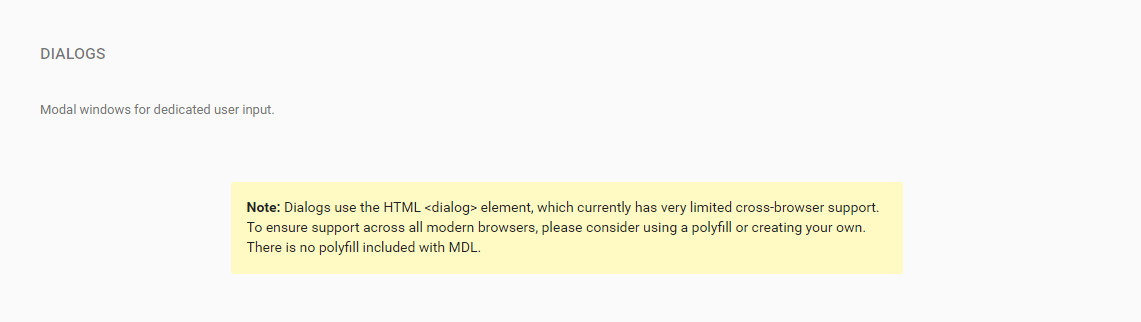 DIALOGS
Modal windows for dedicated user input.
Note: Dialogs use the HTML <dialog> element, which currently has very limited cross-browser support.
To ensure support across all modern browsers, please consider using a polyfill or creating your own.
There is no polyfill included with MDL.